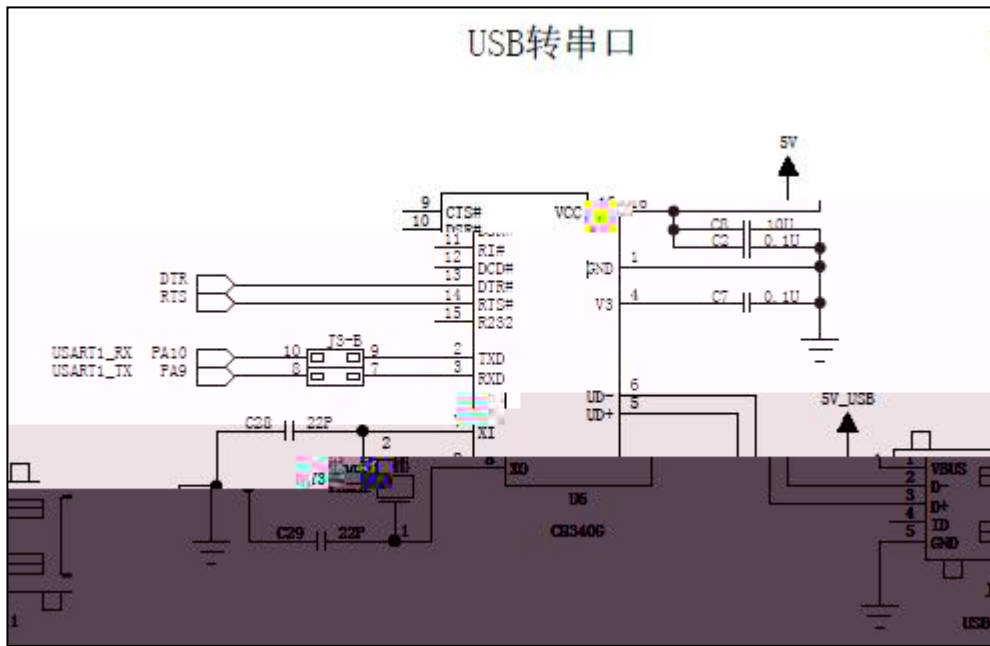 USB转串口
5V
9 CTS# VCC
10 DSR#
C8 10U
11 RI#
C2 0.1U
12 DCD# GND 1
DTR 13 DTR#
RTS 14 RTS# V3 4 C7 0.1U
15 R232
J3-B
USART1_RX PA10 10 9 2 TXD
USART1_TX PA9 8 7 3 RXD
UD- 6
UD+ 5
5V_USB
C28 22P XI
2
8 XO
1 VBUS
2 D-
3 D+
4 ID
5 GND
U6
C29 22P 1 CH340G
1
USB